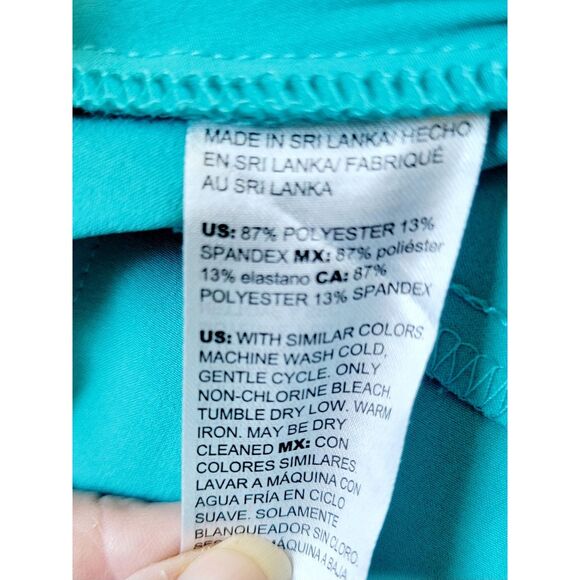 MADE IN SRI LANKA/ HECHO
EN SRI LANKA/ FABRIQUÉ
AU SRI LANKA
US: 87% POLYESTER 13%
SPANDEX MX: 87% poliéster
13% elastano CA: 87%
POLYESTER 13% SPANDEX
US: WITH SIMILAR COLORS,
MACHINE WASH COLD,
GENTLE CYCLE. ONLY
NON-CHLORINE BLEACH.
TUMBLE DRY LOW. WARM
IRON. MAY BE DRY
CLEANED MX: CON
COLORES SIMILARES
LAVAR A MÁQUINA CON
AGUA FRÍA EN CICLO
SUAVE. SOLAMENTE
BLANQUEADOR SIN CLORO.
MÁQUINA A BAJA